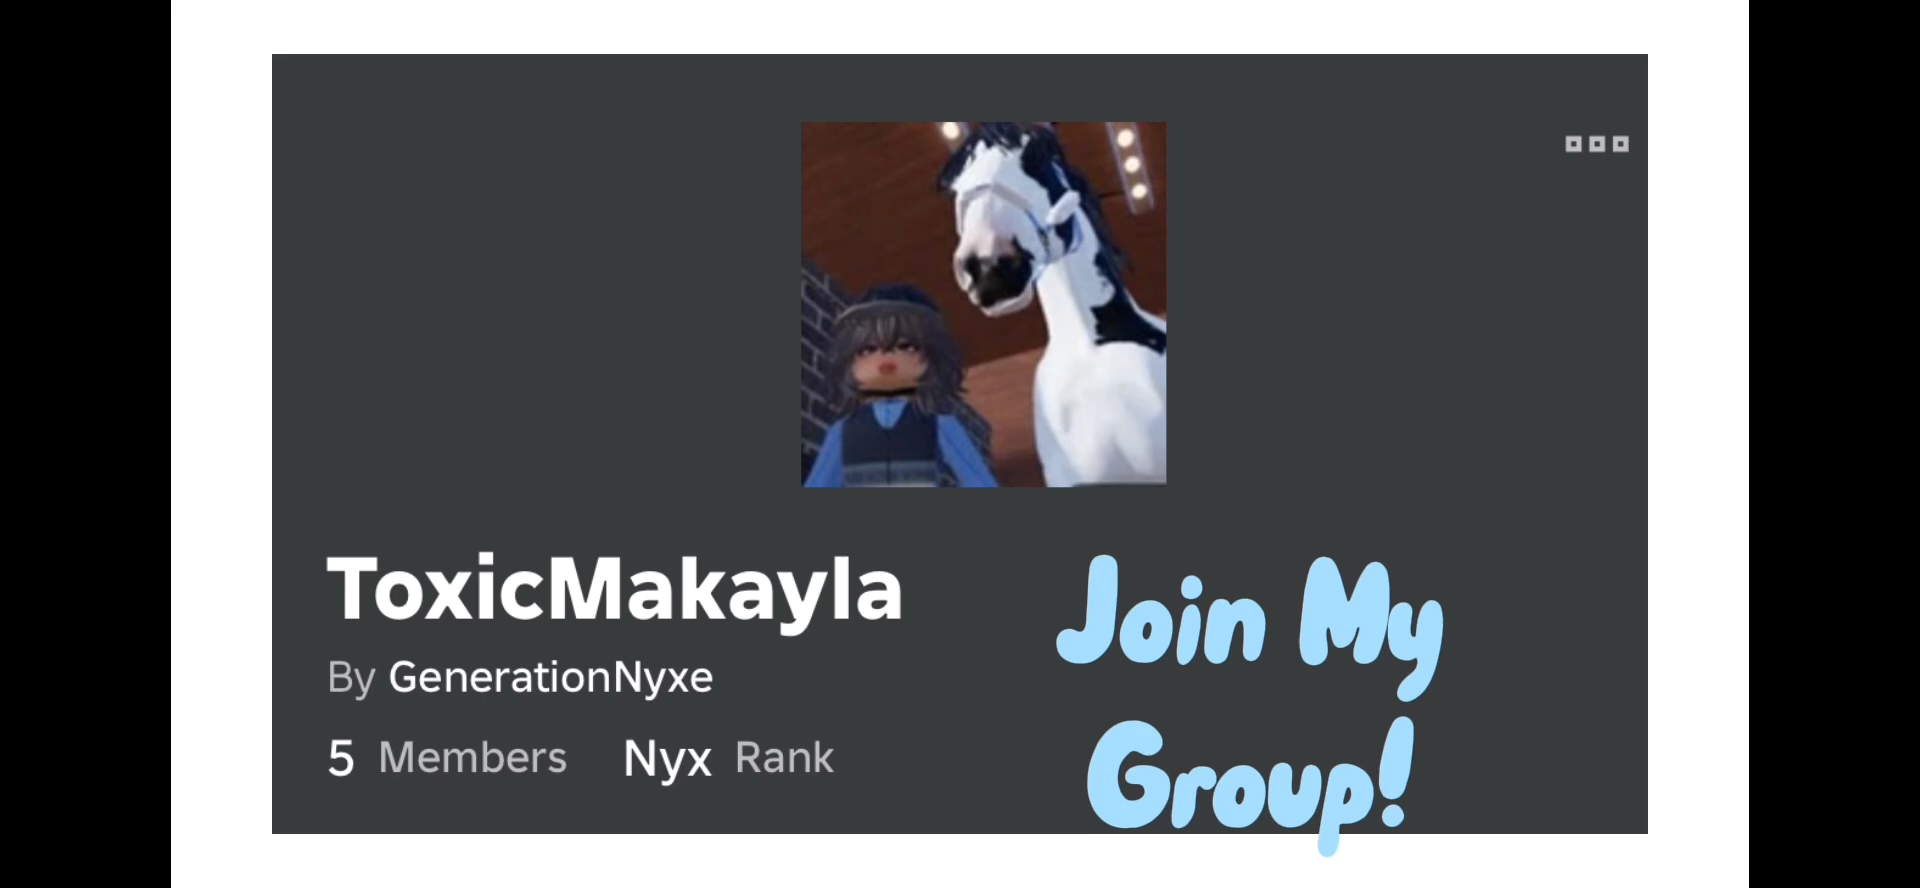 ToxicMakayla
By GenerationNyxe
5 Members Nyx Rank
Join My
Group!